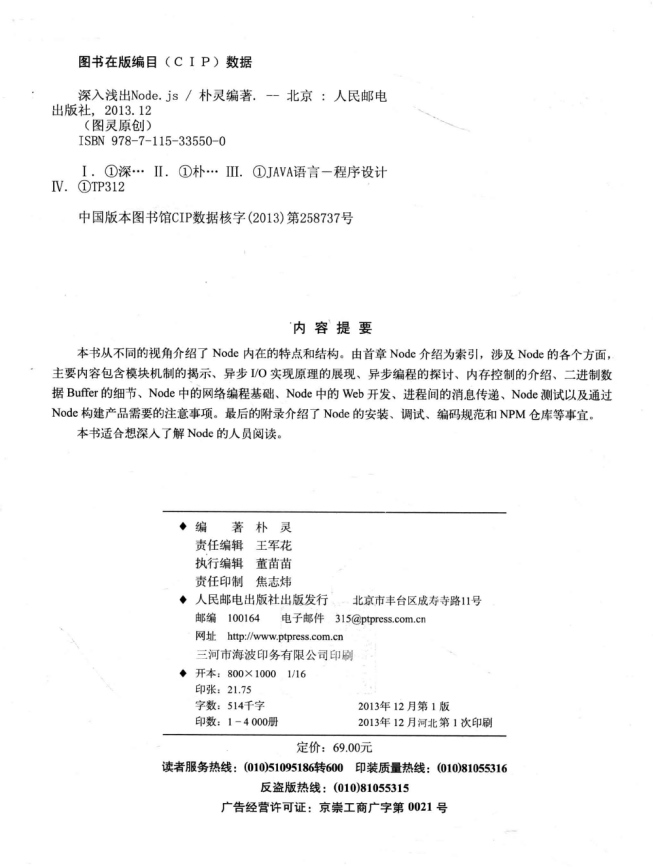 图书在版编目（CIP）数据
深入浅出Node.js / 朴灵编著. -- 北京 : 人民邮电
出版社, 2013.12
（图灵原创）
ISBN 978-7-115-33550-0
Ⅰ. ①深… Ⅱ. ①朴… Ⅲ. ①JAVA语言－程序设计
Ⅳ. ①TP312
中国版本图书馆CIP数据核字(2013)第258737号
内 容 提 要
本书从不同的视角介绍了 Node 内在的特点和结构。由首章 Node 介绍为索引，涉及 Node 的各个方面，
主要内容包含模块机制的揭示、异步 I/O 实现原理的展现、异步编程的探讨、内存控制的介绍、二进制数
据 Buffer 的细节、Node 中的网络编程基础、Node 中的 Web 开发、进程间的消息传递、Node 测试以及通过
Node 构建产品需要的注意事项。最后的附录介绍了 Node 的安装、调试、编码规范和 NPM 仓库等事宜。
本书适合想深入了解 Node 的人员阅读。
◆ 编 著 朴 灵
责任编辑 王军花
执行编辑 董苗苗
责任印制 焦志炜
◆ 人民邮电出版社出版发行 北京市丰台区成寿寺路11号
邮编 100164 电子邮件 315@ptpress.com.cn
网址 http://www.ptpress.com.cn
三河市海波印务有限公司印刷
◆ 开本：800×1000 1/16
印张：21.75
字数：514千字 2013年 12 月第 1 版
印数：1－4 000册 2013年 12 月河北第 1 次印刷
定价：69.00元
读者服务热线：(010)51095186转600 印装质量热线：(010)81055316
反盗版热线：(010)81055315
广告经营许可证：京崇工商广字第 0021 号